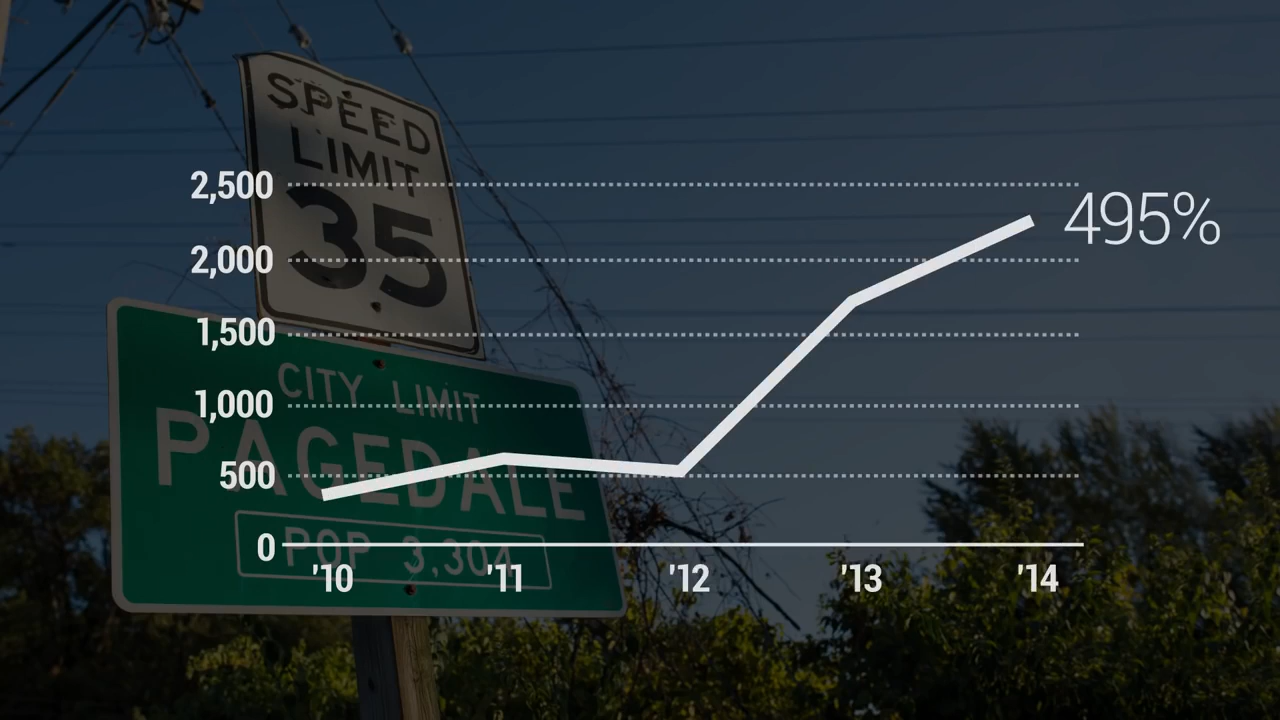 SPEED
LIMIT
35
CITY LIMIT
PAGEDALE
POP 3,304
2,500
2,000
1,500
1,000
500
0
'10 '11 '12 '13 '14
495%